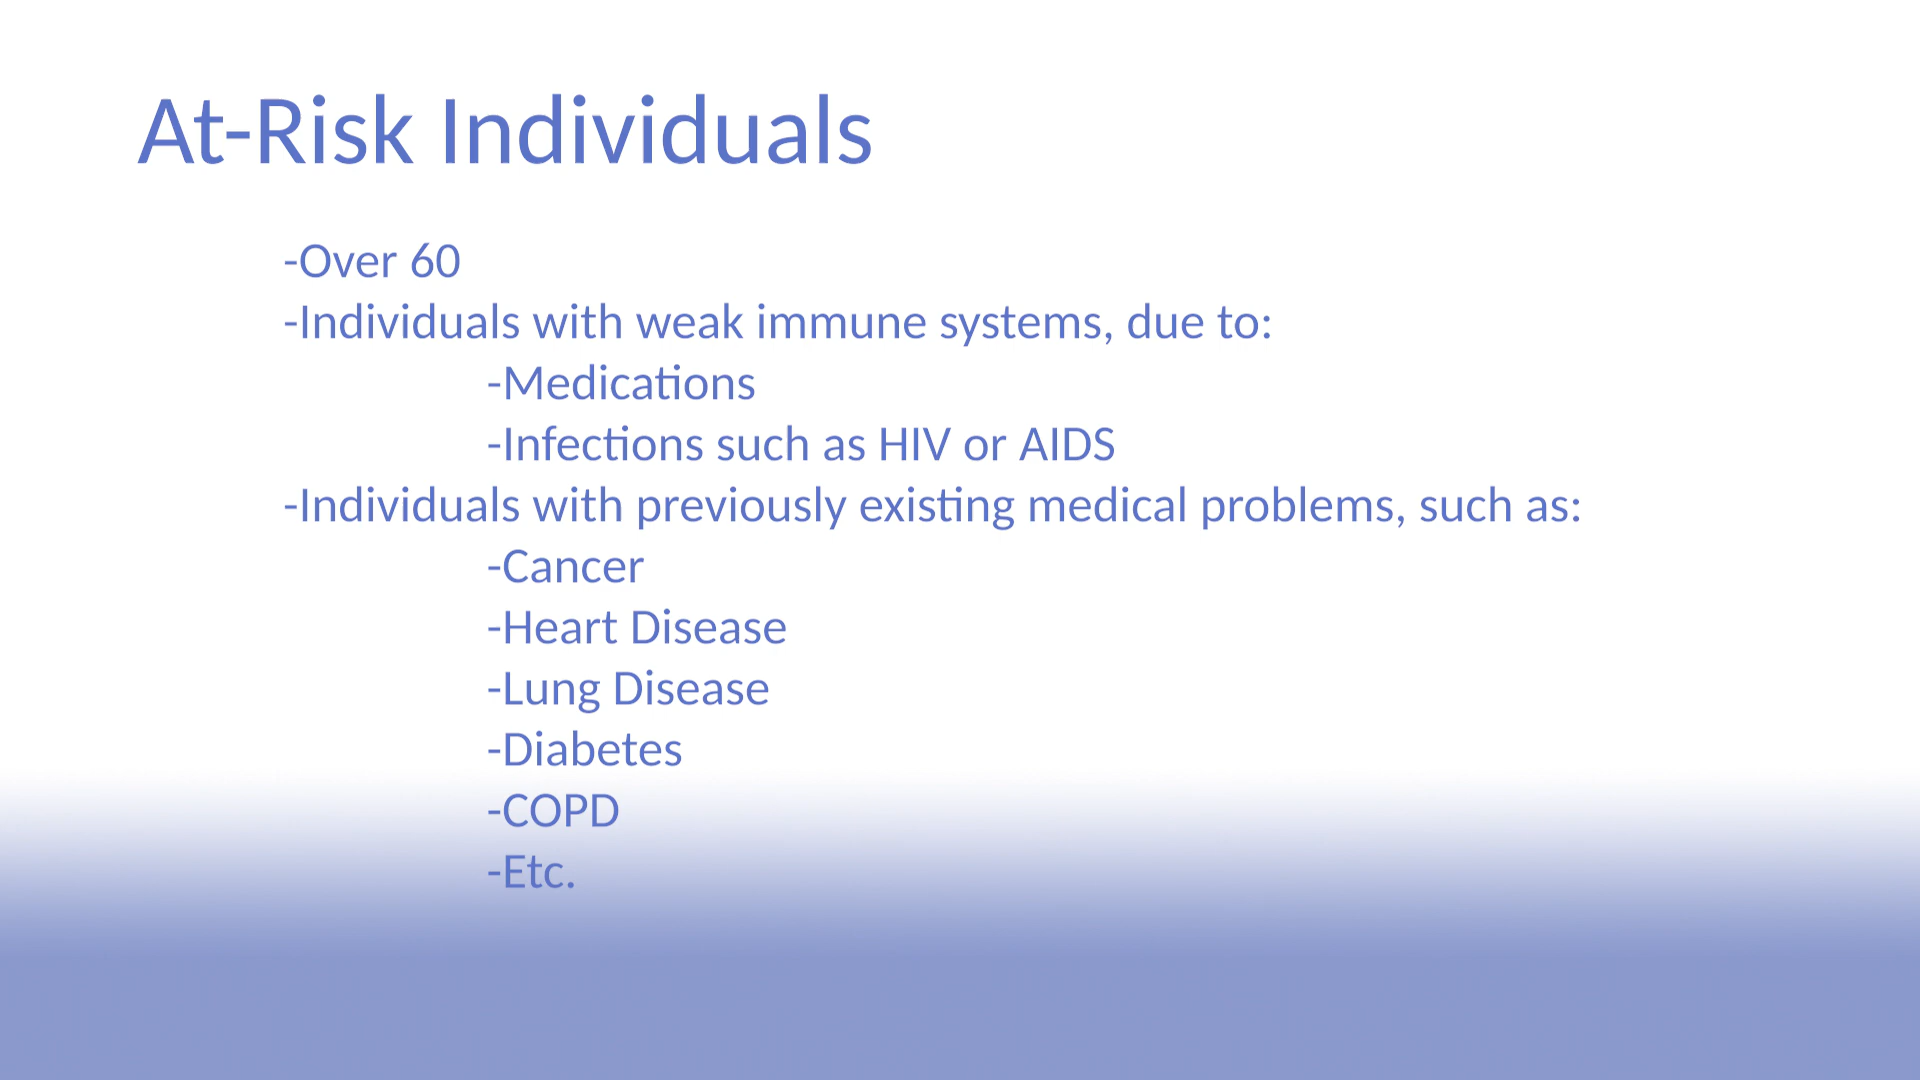 At-Risk Individuals
-Over 60
-Individuals with weak immune systems, due to:
-Medications
-Infections such as HIV or AIDS
-Individuals with previously existing medical problems, such as:
-Cancer
-Heart Disease
-Lung Disease
-Diabetes
-COPD
-Etc.